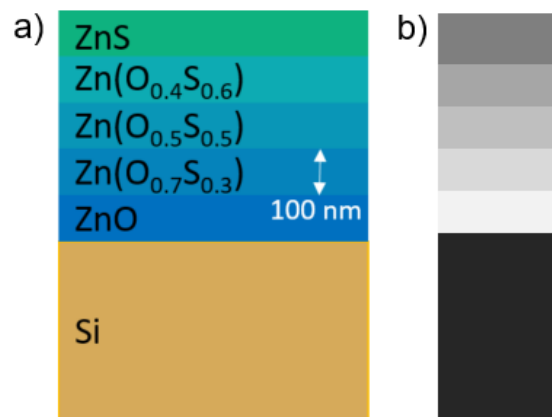 a)
ZnS
Zn(O₀.₄S₀.₆)
Zn(O₀.₅S₀.₅)
Zn(O₀.₇S₀.₃)
100 nm
ZnO
Si
b)